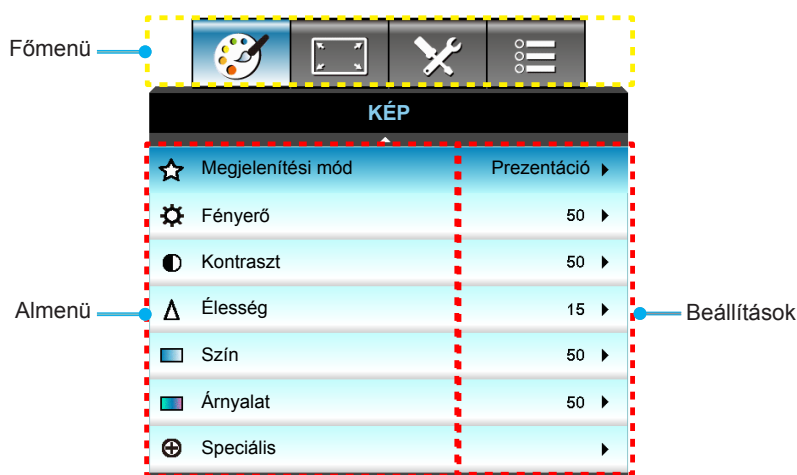 Főmenü
KÉP
Megjelenítési mód Prezentáció
Fényerő 50
Kontraszt 50
Almenü
Élesség 15
Beállítások
Szín 50
Árnyalat 50
Speciális